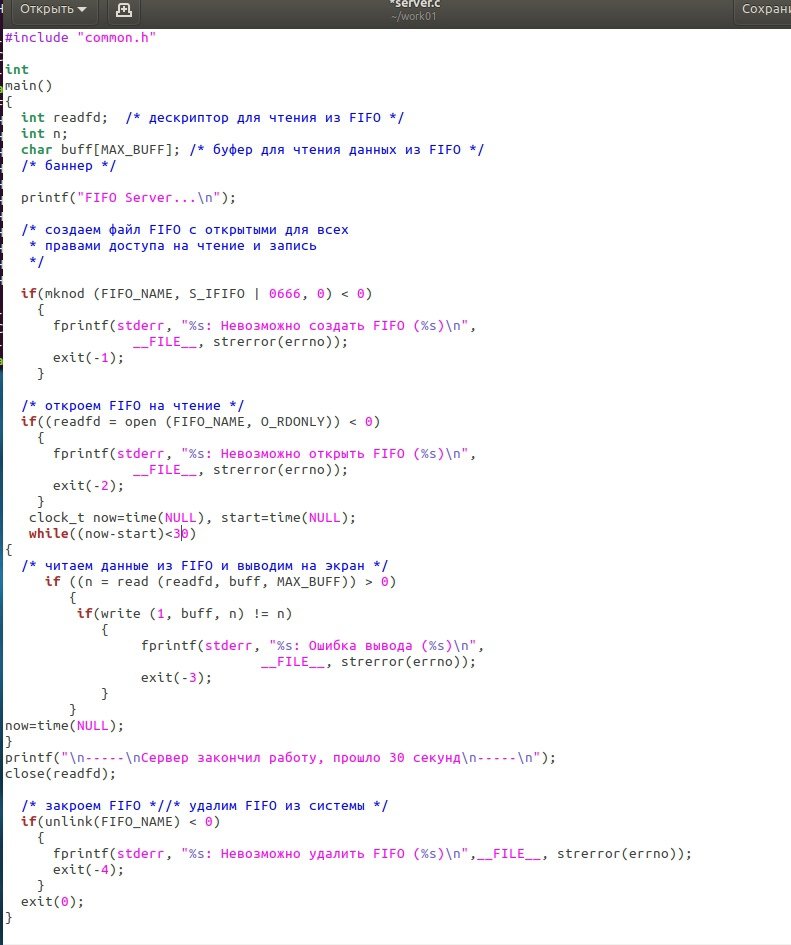 Открыть
*server.c
~/work01
Сохрани
#include "common.h"
int
main()
{
int readfd; /* дескриптор для чтения из FIFO */
int n;
char buff[MAX_BUFF]; /* буфер для чтения данных из FIFO */
/* баннер */
printf("FIFO Server...\n");
/* создаем файл FIFO с открытыми для всех
* правами доступа на чтение и запись
*/
if(mknod (FIFO_NAME, S_IFIFO | 0666, 0) < 0)
{
fprintf(stderr, "%s: Невозможно создать FIFO (%s)\n",
__FILE__, strerror(errno));
exit(-1);
}
/* откроем FIFO на чтение */
if((readfd = open (FIFO_NAME, O_RDONLY)) < 0)
{
fprintf(stderr, "%s: Невозможно открыть FIFO (%s)\n",
__FILE__, strerror(errno));
exit(-2);
}
clock_t now=time(NULL), start=time(NULL);
while((now-start)<30)
{
/* читаем данные из FIFO и выводим на экран */
if ((n = read (readfd, buff, MAX_BUFF)) > 0)
{
if(write (1, buff, n) != n)
{
fprintf(stderr, "%s: Ошибка вывода (%s)\n",
__FILE__, strerror(errno));
exit(-3);
}
}
now=time(NULL);
}
printf("\n-----\nСервер закончил работу, прошло 30 секунд\n-----\n");
close(readfd);
/* закроем FIFO *//* удалим FIFO из системы */
if(unlink(FIFO_NAME) < 0)
{
fprintf(stderr, "%s: Невозможно удалить FIFO (%s)\n",__FILE__, strerror(errno));
exit(-4);
}
exit(0);
}